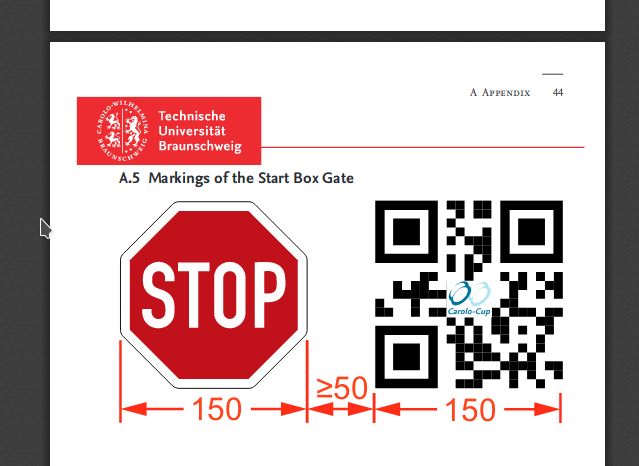 A Appendix 44
CAROLO-WILHELMINA
BRAUNSCHWEIG
Technische
Universität
Braunschweig
A.5 Markings of the Start Box Gate
STOP
Carolo-Cup
150
≥50
150